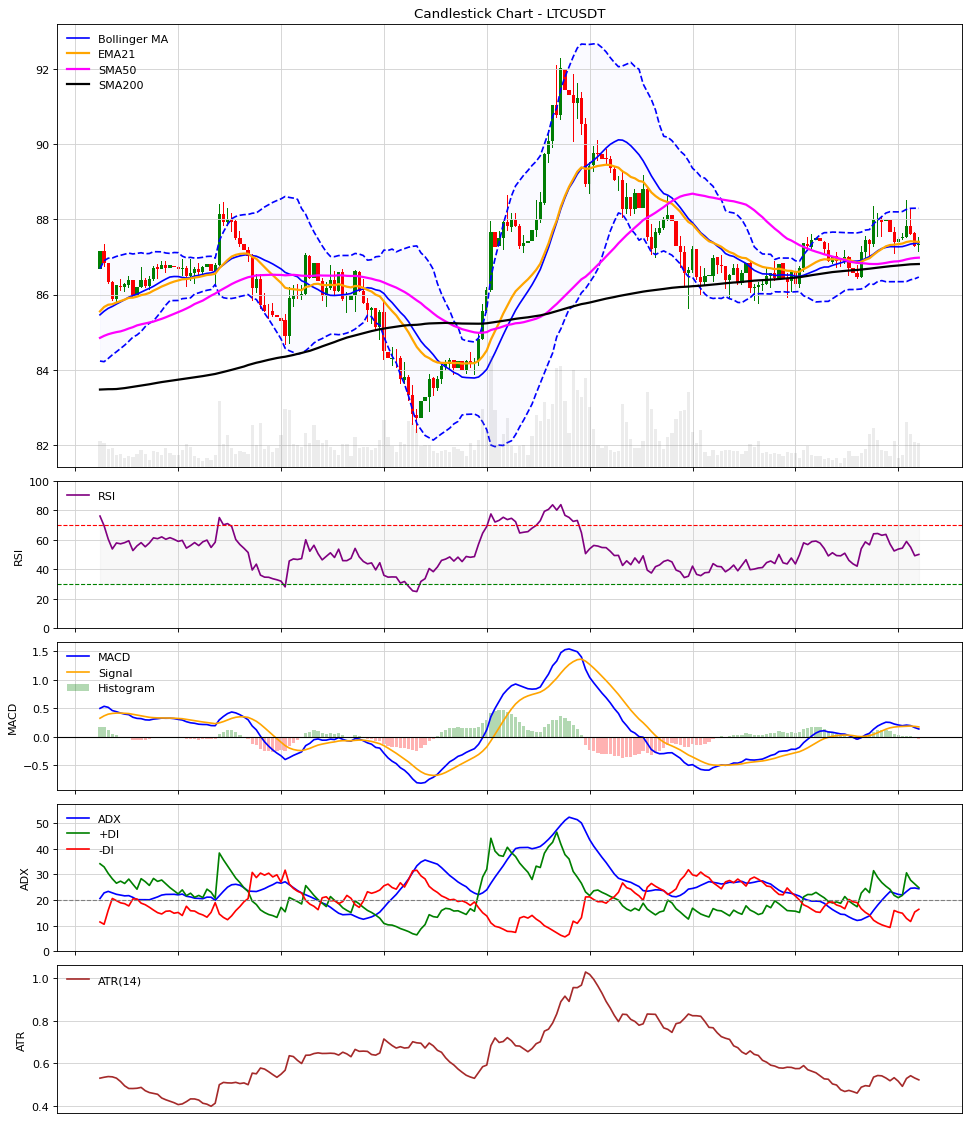 Candlestick Chart - LTCUSDT
Bollinger MA
EMA21
SMA50
SMA200
92
90
88
86
84
82
RSI
100
80
60
40
20
0
RSI
MACD
Signal
Histogram
1.5
1.0
0.5
0.0
−0.5
MACD
ADX
+DI
-DI
50
40
30
20
10
0
ADX
ATR(14)
1.0
0.8
0.6
0.4
ATR